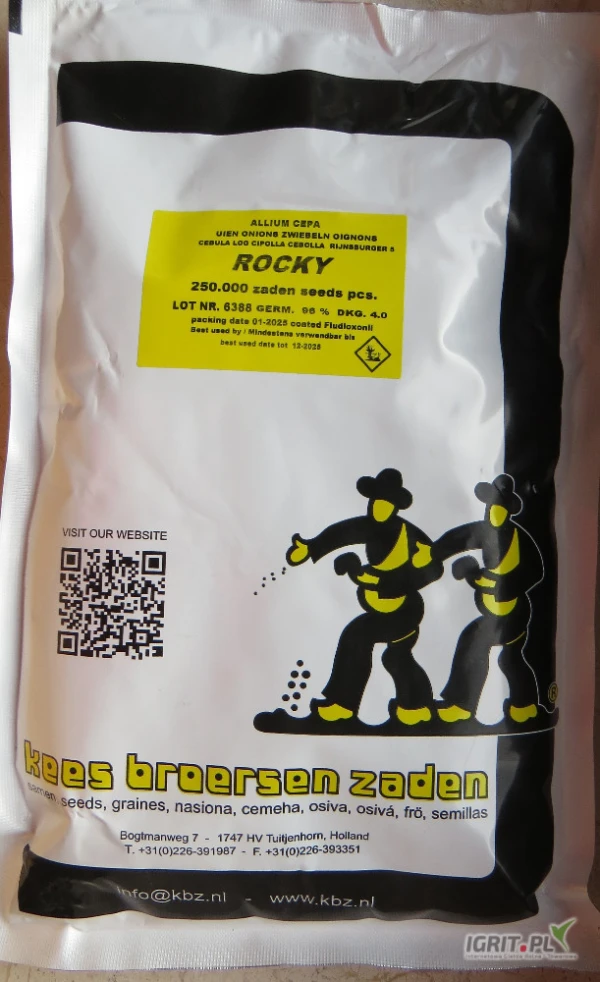 ALLIUM CEPA
UIEN ONIONS ZWIEBELN OIGNONS
CEBULA LOG CIPOLLA CEBOLLA RIJNSBURGER 5
ROCKY
250.000 zaden seeds pcs.
LOT NR. 6388 GERM. 96 % DKG. 4.0
packing date 01-2025 coated Fludioxonil
Best used by / Mindestens verwendbar bis
best used date tot 12-2025
VISIT OUR WEBSITE
®
kees broersen zaden
samen, seeds, graines, nasiona, cemeha, osiva, osivá, frö, semillas
Bogtmanweg 7 - 1747 HV Tuitjenhorn, Holland
T. +31(0)226-391987 - F. +31(0)226-393351
info@kbz.nl - www.kbz.nl
IGRIT.PL